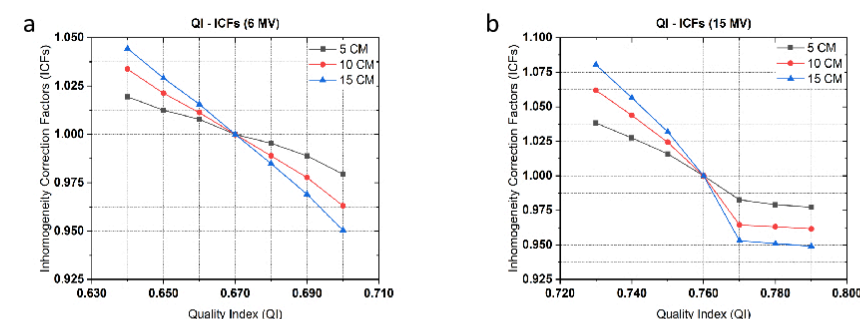 a
QI - ICFs (6 MV)
Inhomogeneity Correction Factors (ICFs)
1.050
1.025
1.000
0.975
0.950
0.925
5 CM
10 CM
15 CM
0.630
0.650
0.670
0.690
0.710
Quality Index (QI)
b
QI - ICFs (15 MV)
Inhomogeneity Correction Factors (ICFs)
1.100
1.075
1.050
1.025
1.000
0.975
0.950
0.925
5 CM
10 CM
15 CM
0.720
0.740
0.760
0.780
0.800
Quality Index (QI)